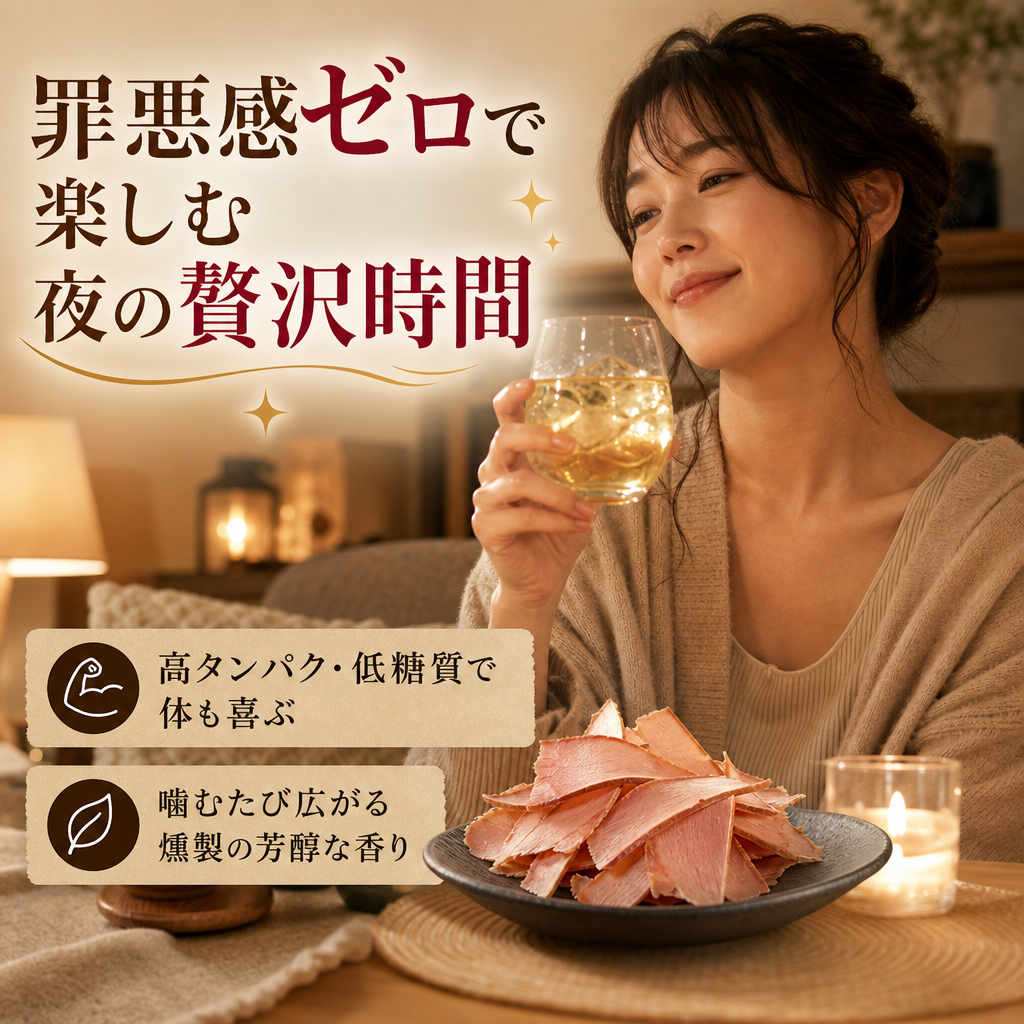 罪悪感ゼロで
楽しむ
夜の贅沢時間
高タンパク・低糖質で
体も喜ぶ
噛むたび広がる
燻製の芳醇な香り